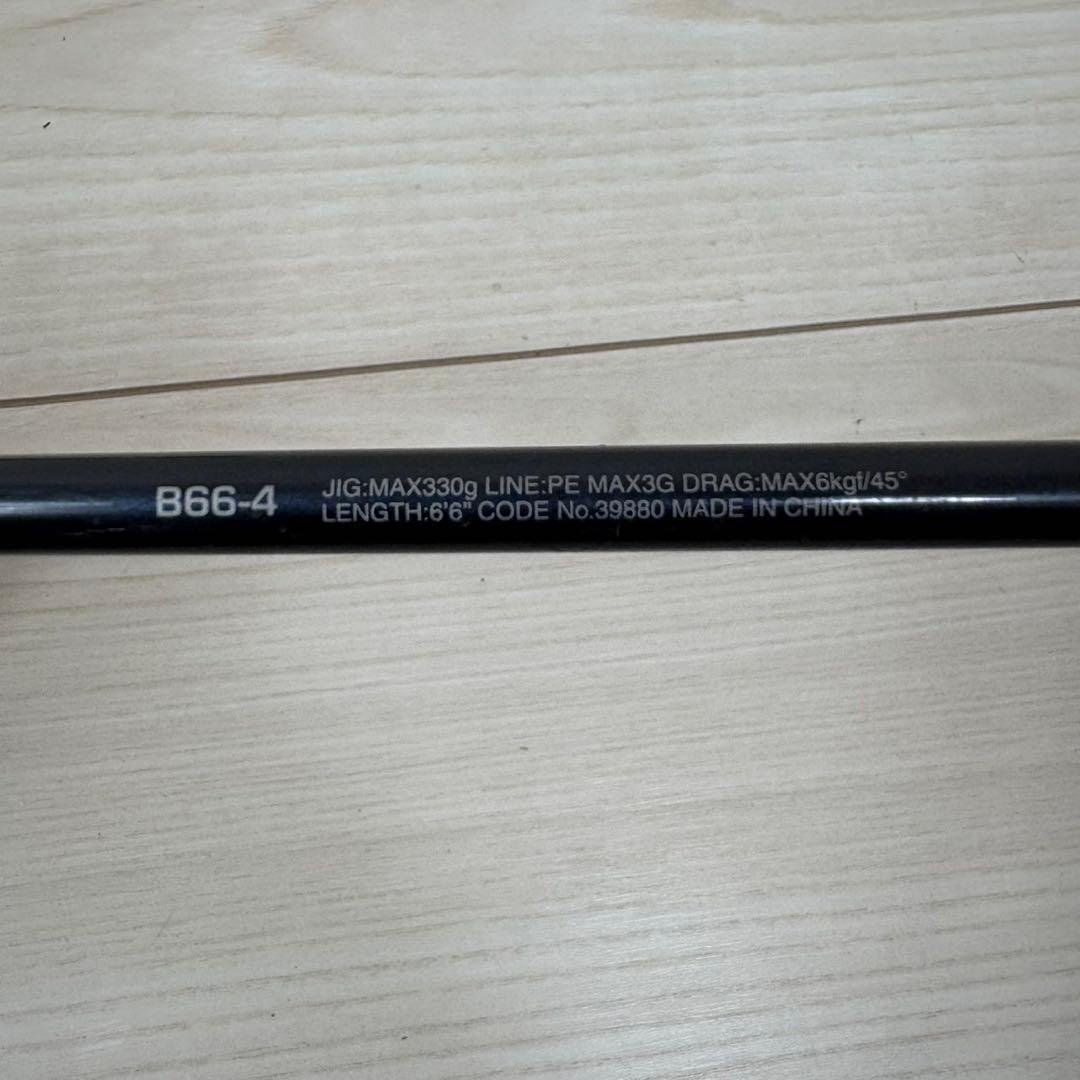 B66-4
JIG:MAX330g LINE:PE MAX3G DRAG:MAX6kgf/45°
LENGTH:6'6" CODE No.39880 MADE IN CHINA